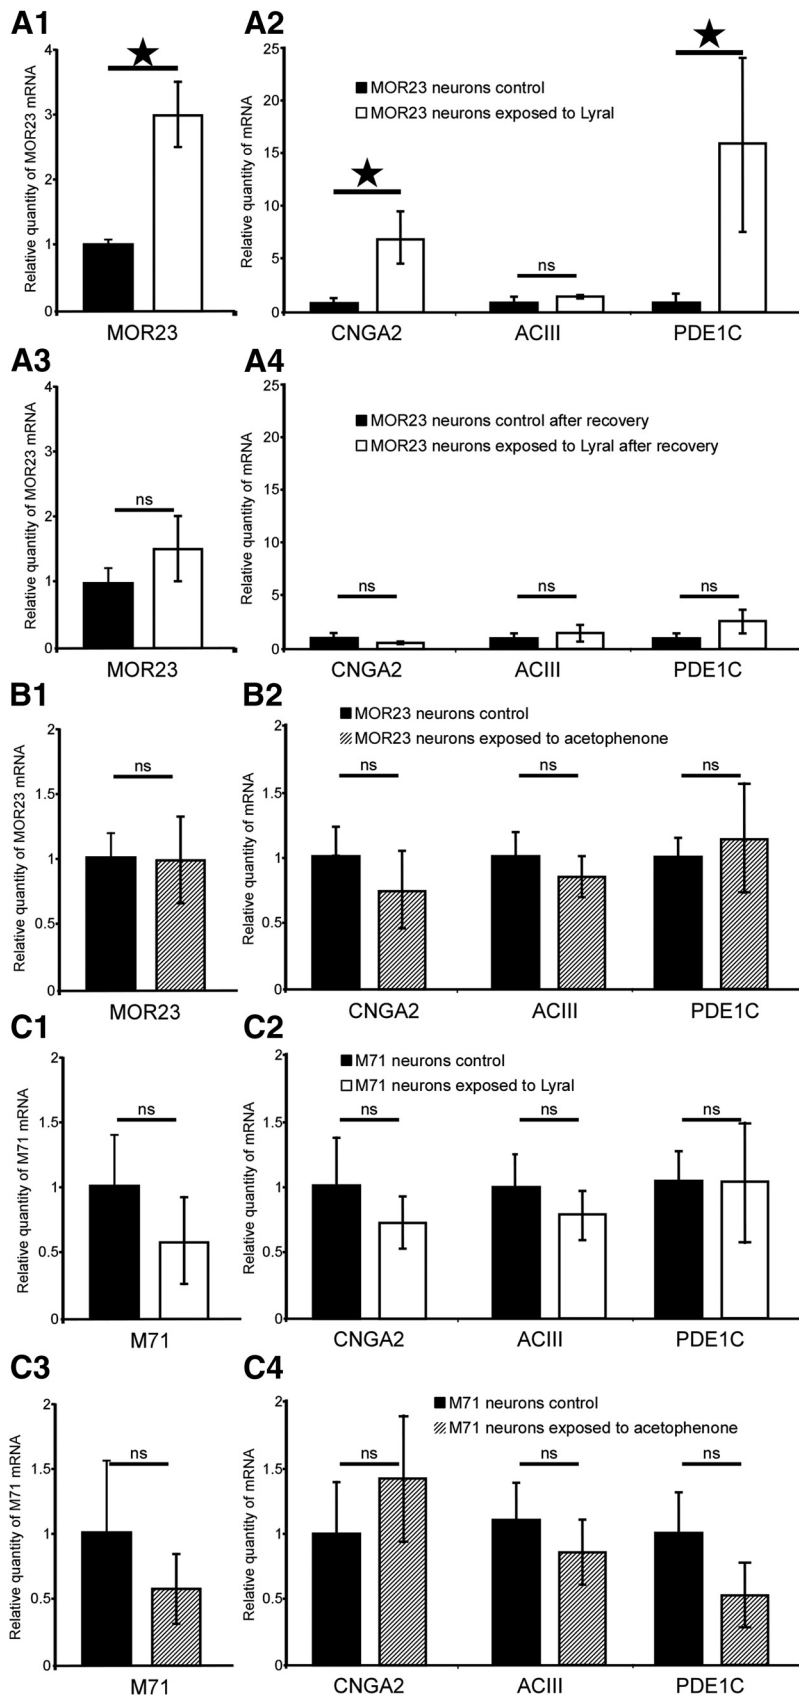 A1
A2
Relative quantity of MOR23 mRNA
4
3
2
1
0
MOR23
Relative quantity of mRNA
25
20
15
10
5
0
MOR23 neurons control
MOR23 neurons exposed to Lyral
ns
CNGA2
ACIII
PDE1C
A3
A4
Relative quantity of MOR23 mRNA
4
3
2
1
0
ns
MOR23
Relative quantity of mRNA
25
20
15
10
5
0
MOR23 neurons control after recovery
MOR23 neurons exposed to Lyral after recovery
ns
ns
ns
CNGA2
ACIII
PDE1C
B1
B2
Relative quantity of MOR23 mRNA
2
1.5
1
0.5
0
ns
MOR23
Relative quantity of mRNA
2
1.5
1
0.5
0
MOR23 neurons control
MOR23 neurons exposed to acetophenone
ns
ns
ns
CNGA2
ACIII
PDE1C
C1
C2
Relative quantity of M71 mRNA
2
1.5
1
0.5
0
ns
M71
Relative quantity of mRNA
2
1.5
1
0.5
0
M71 neurons control
M71 neurons exposed to Lyral
ns
ns
ns
CNGA2
ACIII
PDE1C
C3
C4
Relative quantity of M71 mRNA
2
1.5
1
0.5
0
ns
M71
Relative quantity of mRNA
2
1.5
1
0.5
0
M71 neurons control
M71 neurons exposed to acetophenone
ns
ns
ns
CNGA2
ACIII
PDE1C